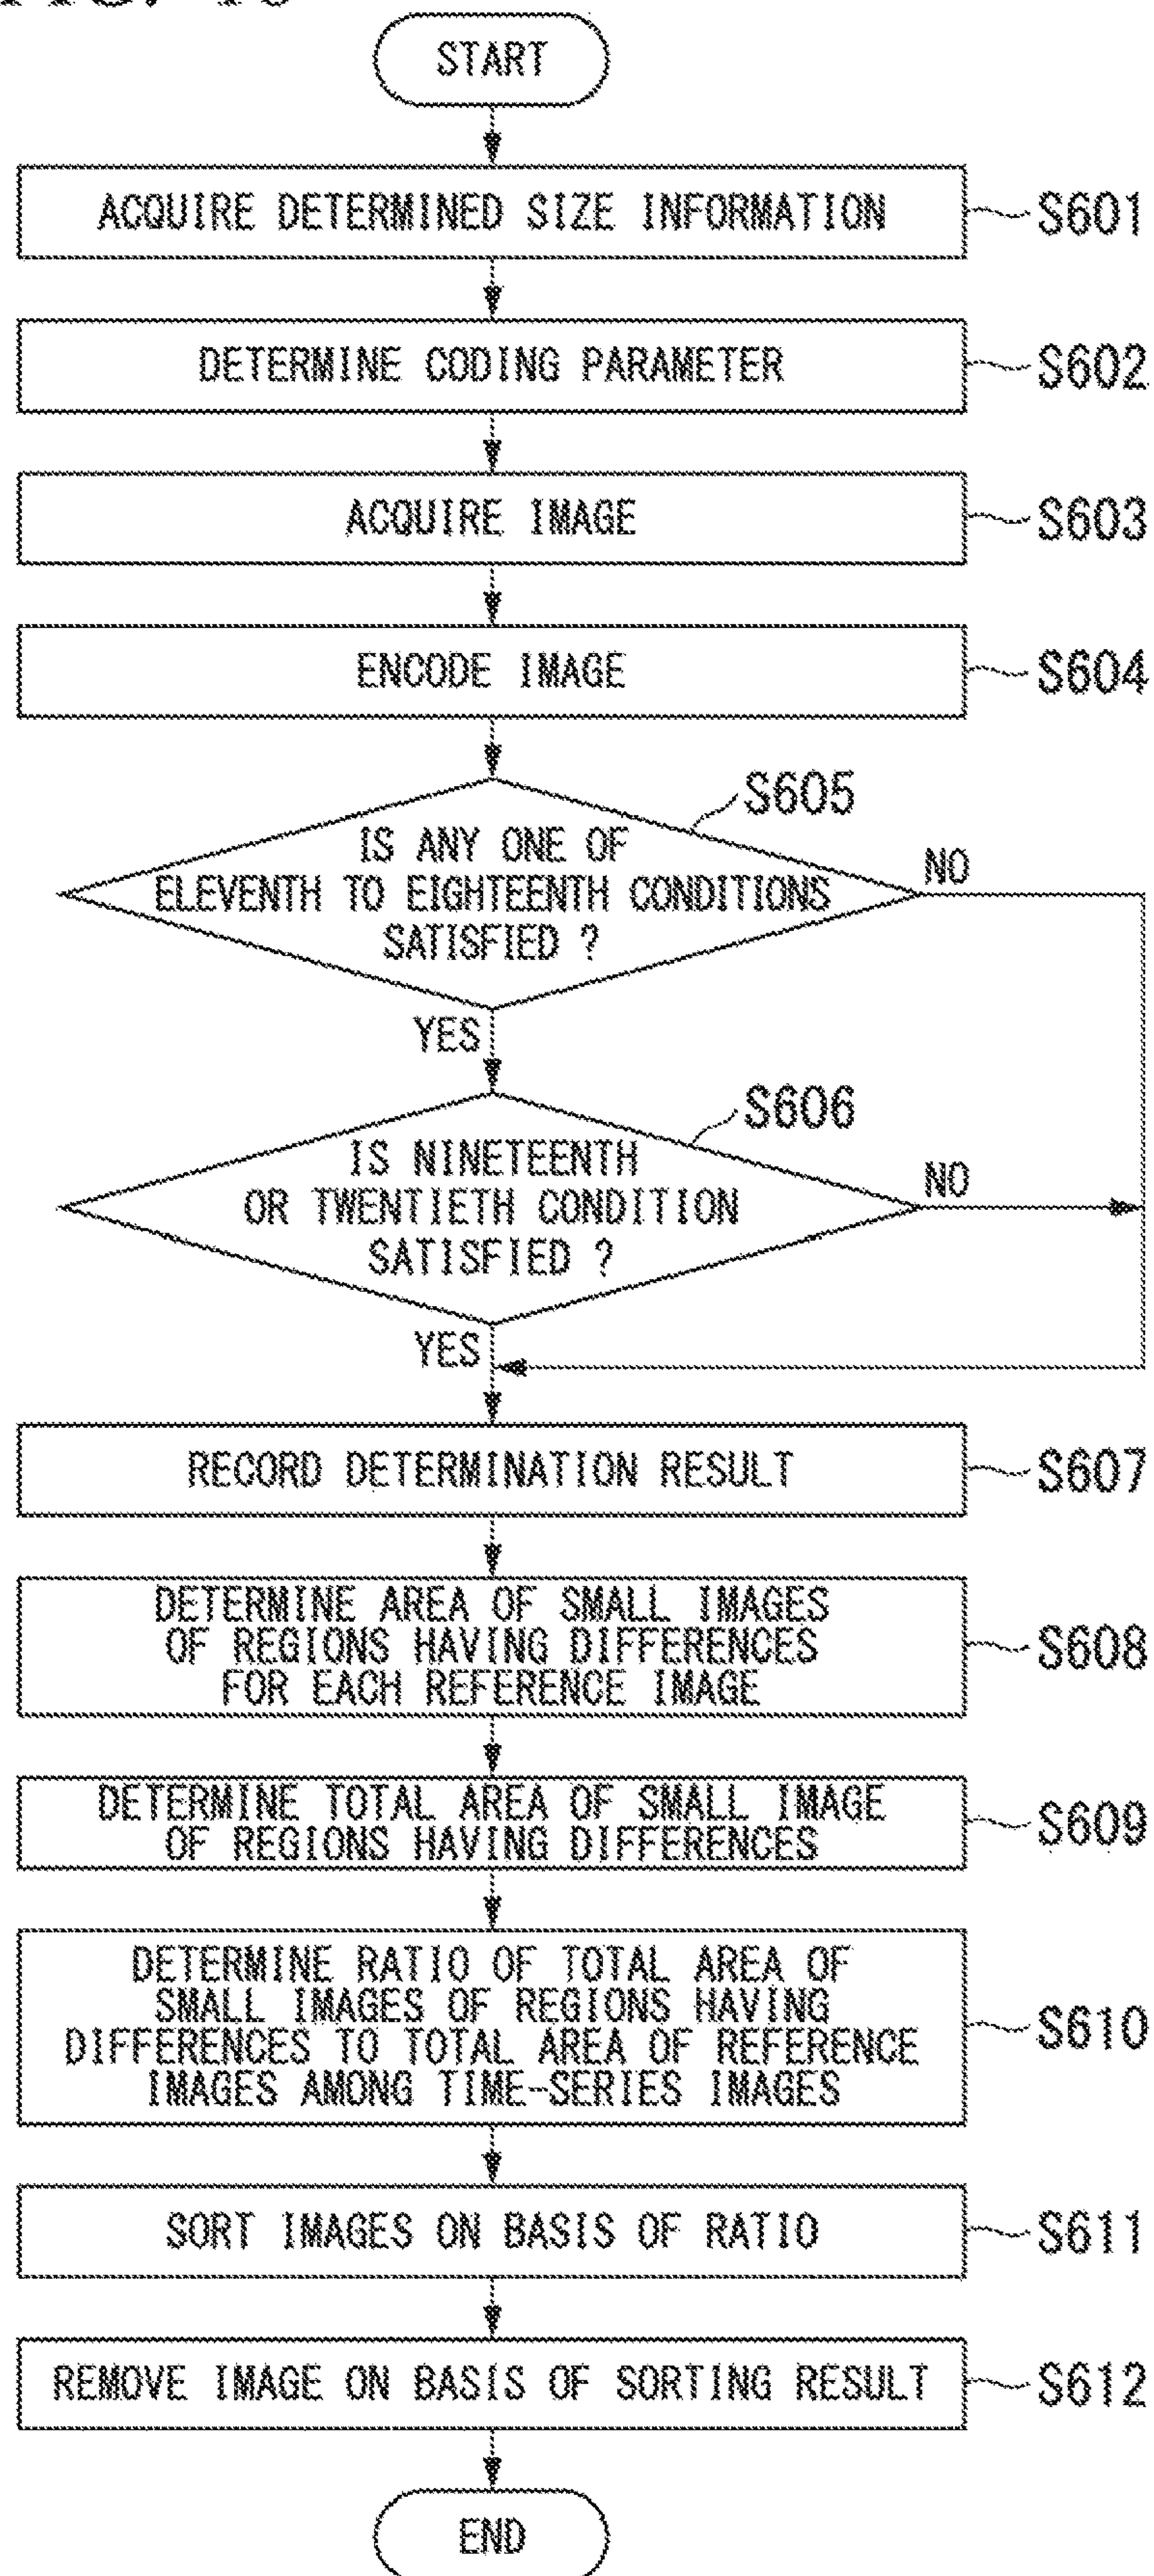 START
ACQUIRE DETERMINED SIZE INFORMATION
S601
DETERMINE CODING PARAMETER
S602
ACQUIRE IMAGE
S603
ENCODE IMAGE
S604
S605
IS ANY ONE OF
ELEVENTH TO EIGHTEENTH CONDITIONS
SATISFIED ?
NO
YES
S606
IS NINETEENTH
OR TWENTIETH CONDITION
SATISFIED ?
NO
YES
RECORD DETERMINATION RESULT
S607
DETERMINE AREA OF SMALL IMAGES
OF REGIONS HAVING DIFFERENCES
FOR EACH REFERENCE IMAGE
S608
DETERMINE TOTAL AREA OF SMALL IMAGE
OF REGIONS HAVING DIFFERENCES
S609
DETERMINE RATIO OF TOTAL AREA OF
SMALL IMAGES OF REGIONS HAVING
DIFFERENCES TO TOTAL AREA OF REFERENCE
IMAGES AMONG TIME-SERIES IMAGES
S610
SORT IMAGES ON BASIS OF RATIO
S611
REMOVE IMAGE ON BASIS OF SORTING RESULT
S612
END